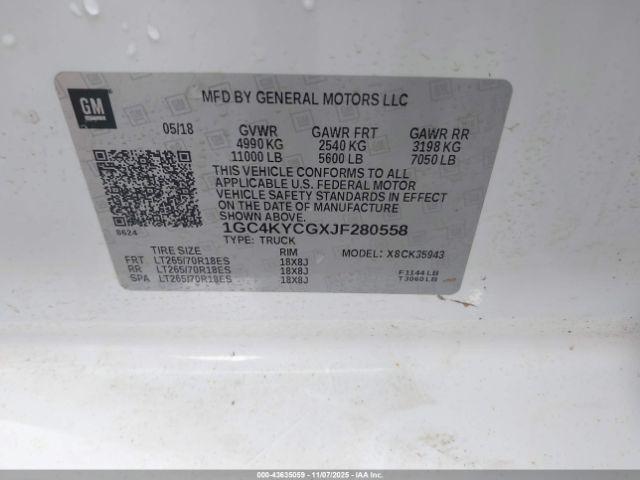 GM
MFD BY GENERAL MOTORS LLC
05/18 GVWR GAWR FRT GAWR RR
4990 KG 2540 KG 3198 KG
11000 LB 5600 LB 7050 LB
THIS VEHICLE CONFORMS TO ALL
APPLICABLE U.S. FEDERAL MOTOR
VEHICLE SAFETY STANDARDS IN EFFECT
ON THE DATE OF MANUFACTURE
SHOWN ABOVE.
8624 1GC4KYCGXJF280558
TYPE: TRUCK MODEL: X8CK35943
TIRE SIZE RIM
FRT LT265/70R18ES 18X8J
RR LT265/70R18ES 18X8J
SPA LT265/70R18ES 18X8J
F1144LB
T3060LB
000-43635059 - 11/07/2025 - IAAI.COM